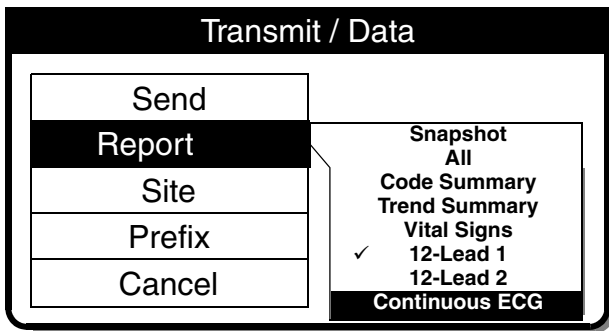 Transmit / Data
Send
Report
Site
Prefix
Cancel
Snapshot
All
Code Summary
Trend Summary
Vital Signs
✓ 12-Lead 1
12-Lead 2
Continuous ECG